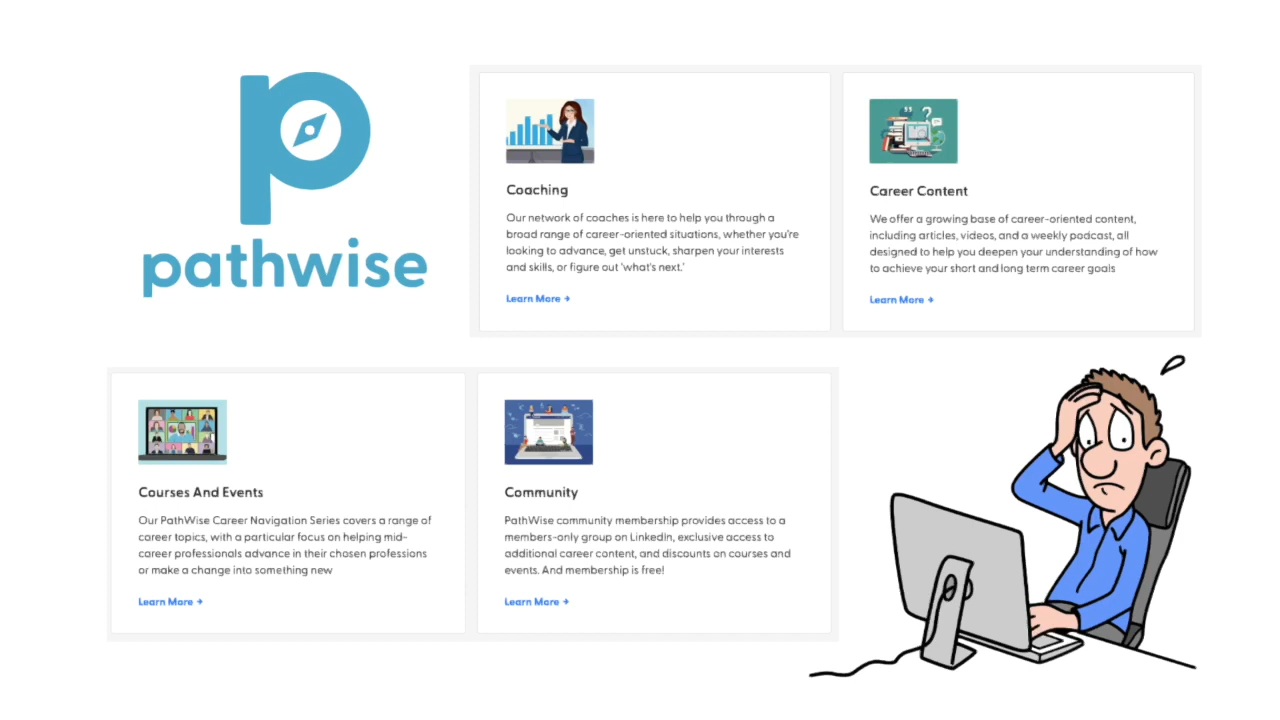 pathwise
Coaching
Our network of coaches is here to help you through a
broad range of career-oriented situations, whether you're
looking to advance, get unstuck, sharpen your interests
and skills, or figure out 'what's next.'
Learn More →
Career Content
We offer a growing base of career-oriented content,
including articles, videos, and a weekly podcast, all
designed to help you deepen your understanding of how
to achieve your short and long term career goals
Learn More →
Courses And Events
Our PathWise Career Navigation Series covers a range of
career topics, with a particular focus on helping mid-
career professionals advance in their chosen professions
or make a change into something new
Learn More →
Community
PathWise community membership provides access to a
members-only group on LinkedIn, exclusive access to
additional career content, and discounts on courses and
events. And membership is free!
Learn More →